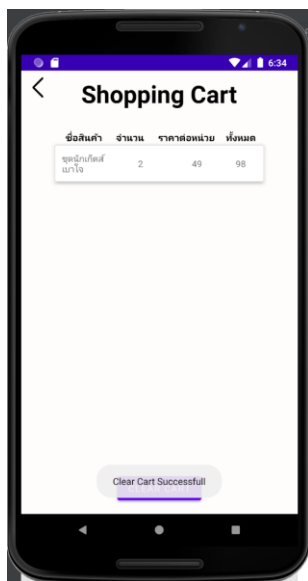 6:34
Shopping Cart
ชื่อสินค้า จำนวน ราคาต่อหน่วย ทั้งหมด
ชุดนักเก็ตส์ 2 49 98
เบาใจ
Clear Cart Successfull
CLEAR CART